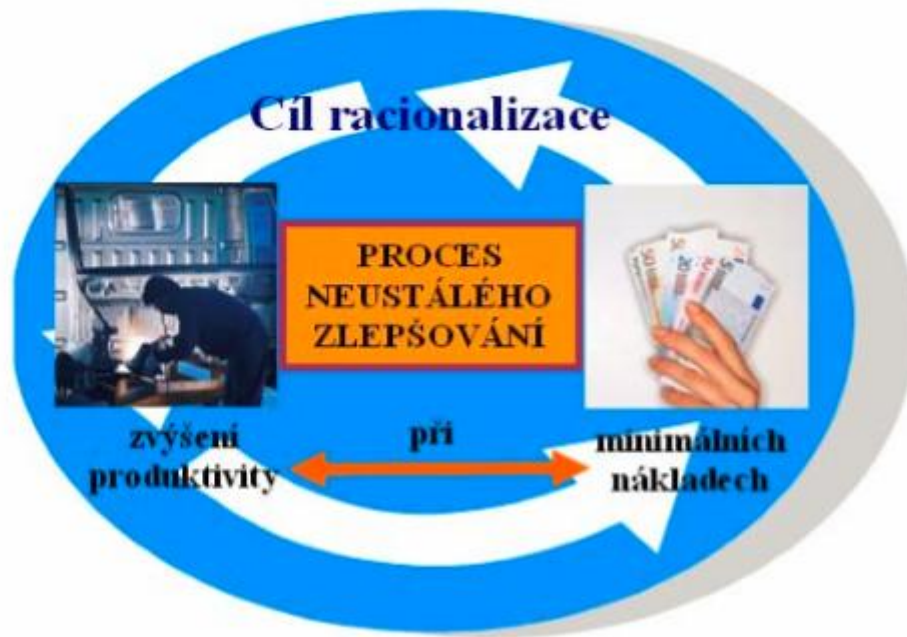 Cíl racionalizace
PROCES
NEUSTÁLÉHO
ZLEPŠOVÁNÍ
zvýšení
produktivity
při
minimálních
nákladech